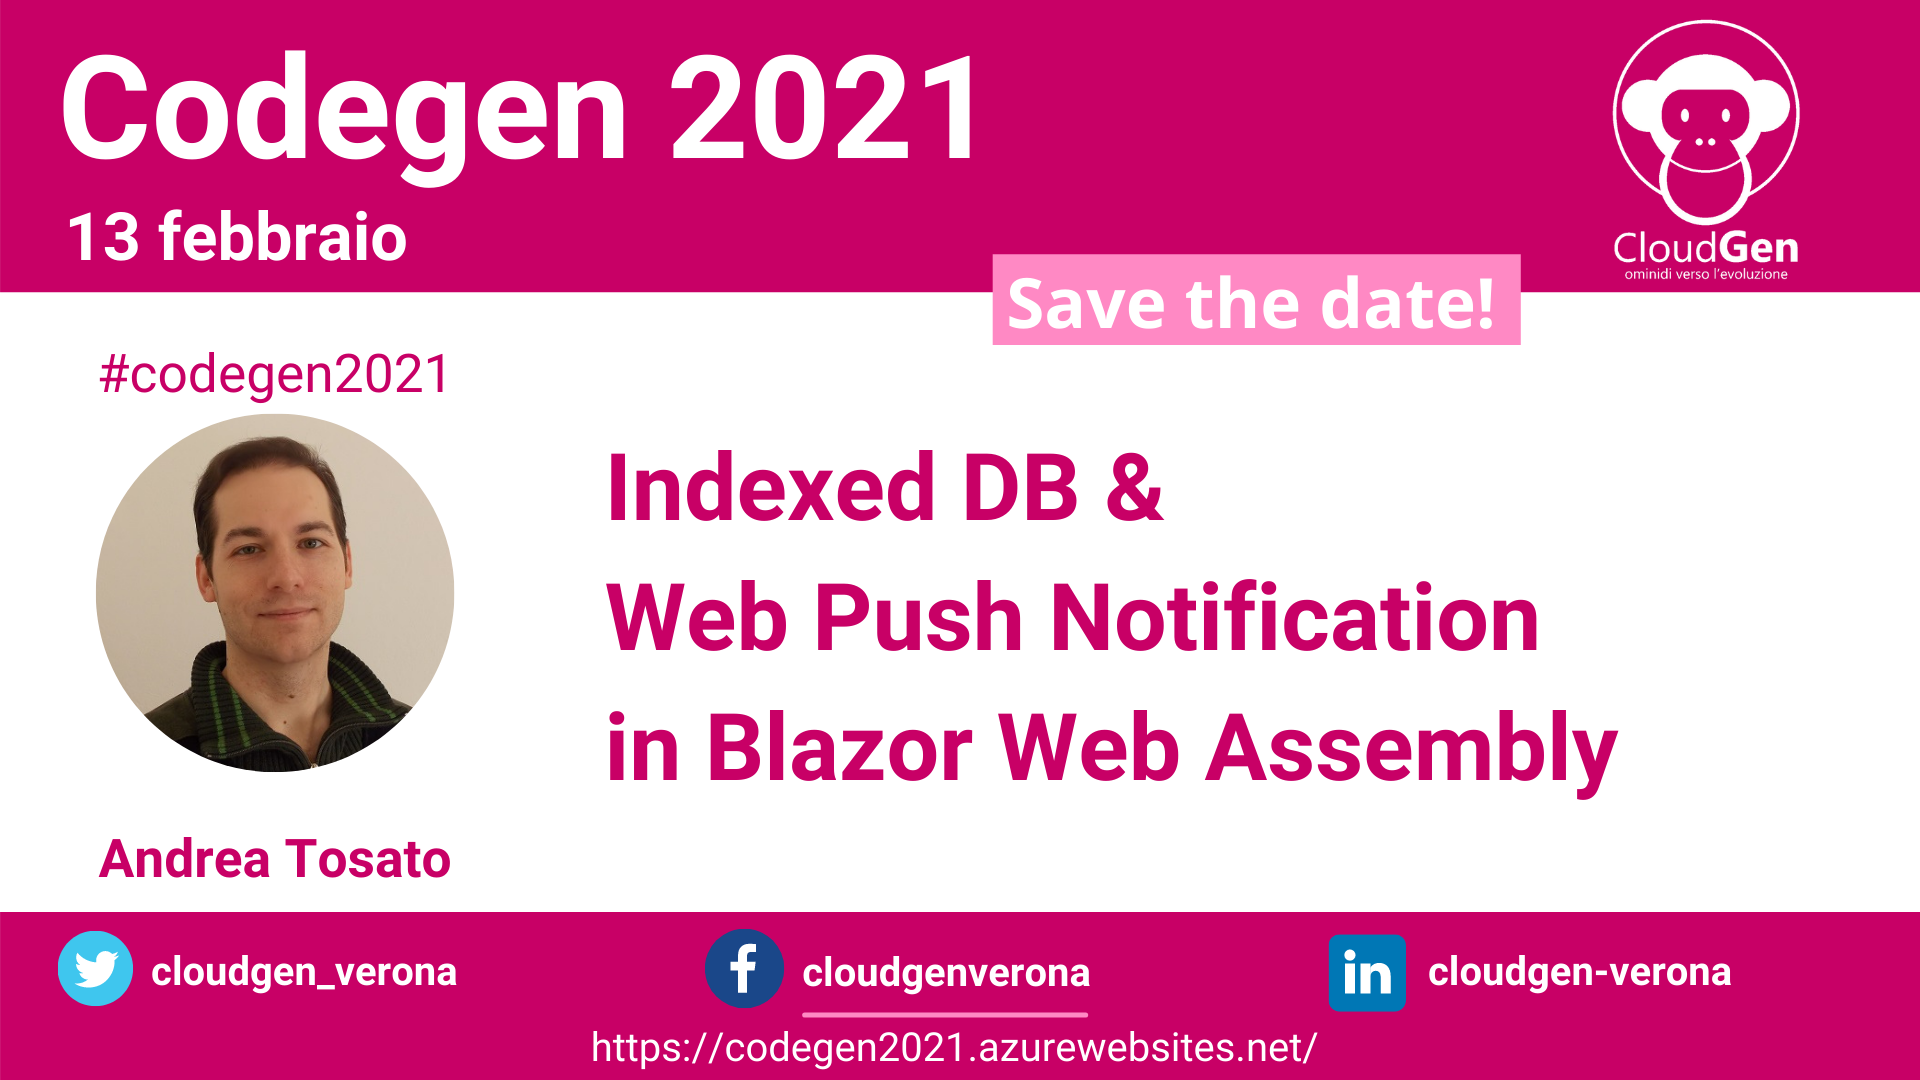 Codegen 2021
13 febbraio
CloudGen
ominidi verso l'evoluzione
Save the date!
#codegen2021
Indexed DB &
Web Push Notification
in Blazor Web Assembly
Andrea Tosato
cloudgen_verona
f cloudgenverona
in cloudgen-verona
https://codegen2021.azurewebsites.net/